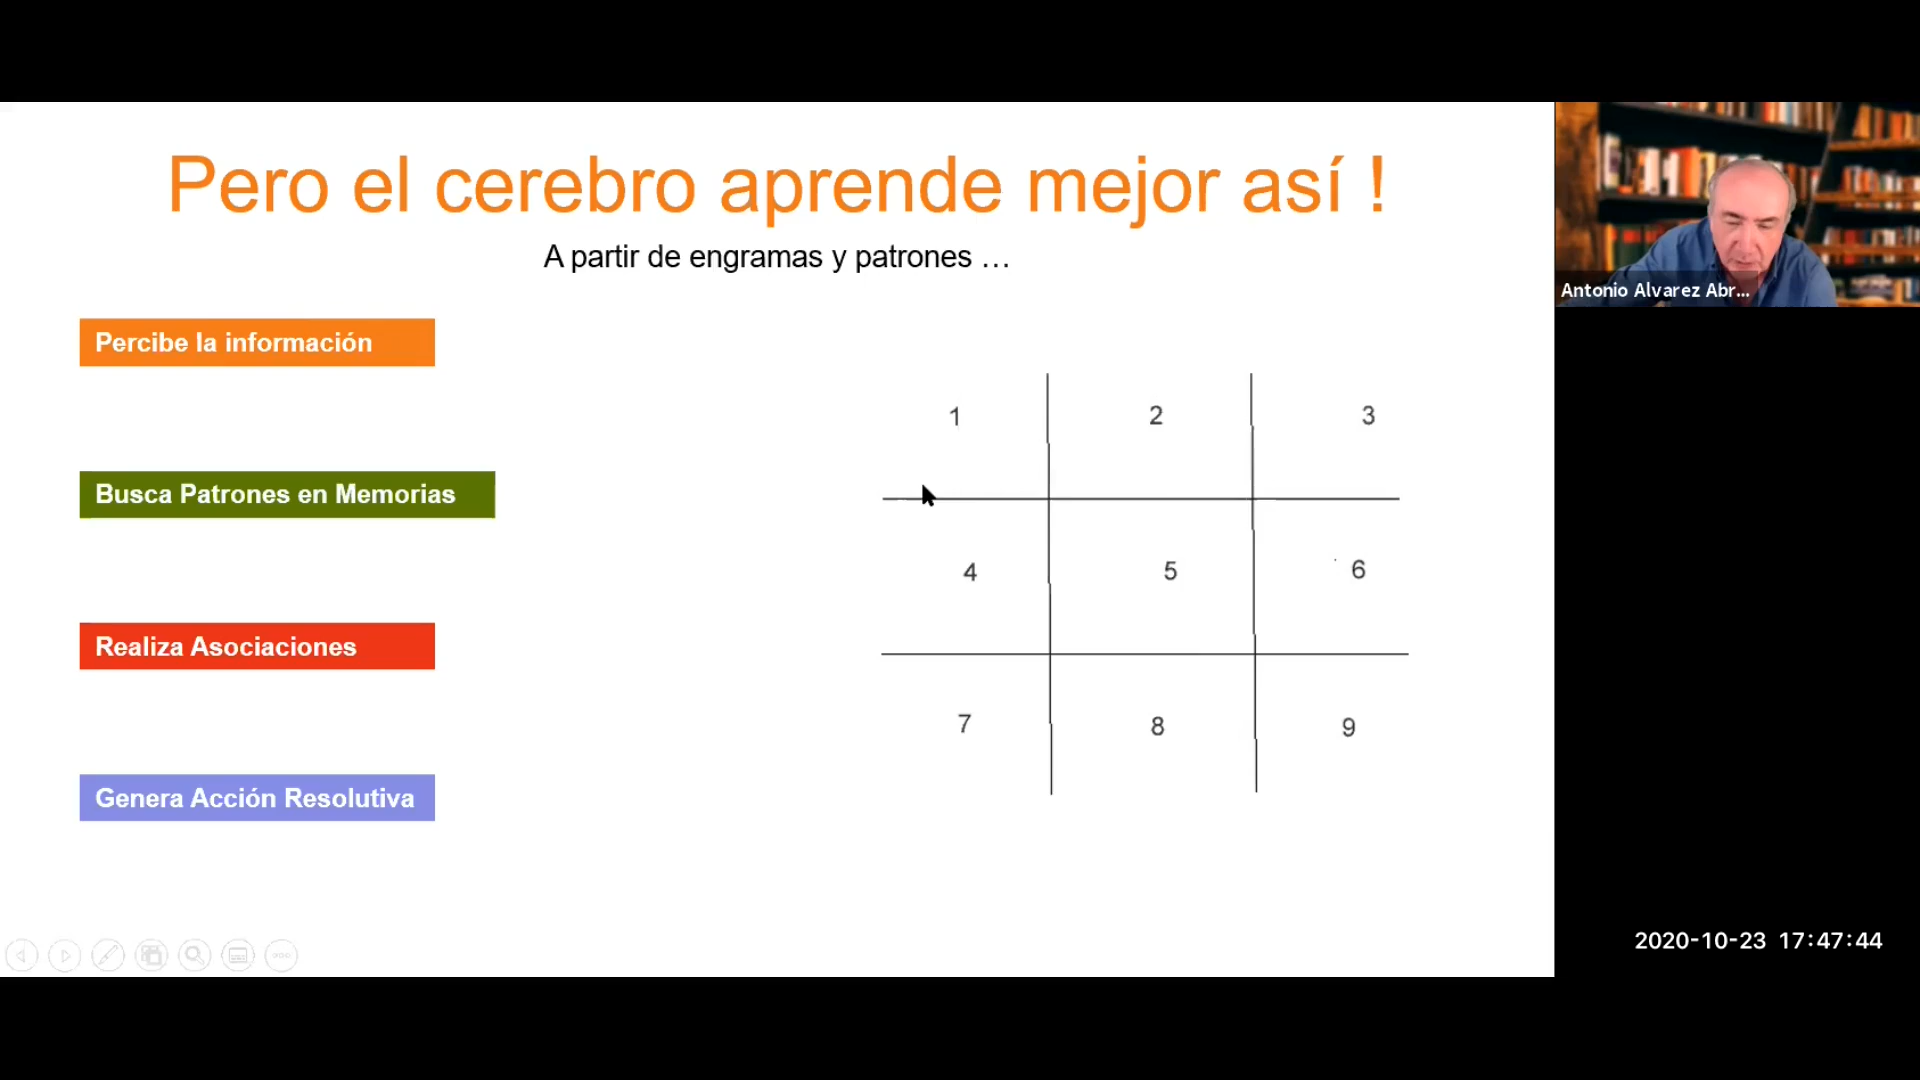 Pero el cerebro aprende mejor así !
A partir de engramas y patrones …
Percibe la información
Busca Patrones en Memorias
Realiza Asociaciones
Genera Acción Resolutiva
1 2 3
4 5 6
7 8 9
Antonio Alvarez Abr...
2020-10-23 17:47:44